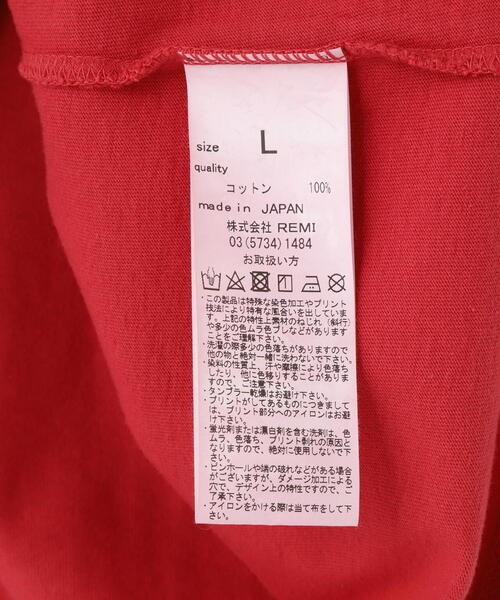 size L
quality
コットン 100%
made in JAPAN
株式会社 REMI
03(5734)1484
お取扱い方
・この製品は特殊な染色加工やプリント
技法により特有な風合いを出していま
す。上記の特性上素材のねじれ（斜行）
や多少の色ムラ色ブレなどがあります
ことをご理解下さい。
・洗濯の際多少の色落ちがありますので
他の物と絶対一緒に洗わないで下さい。
・染料の性質上、汗や摩擦により色落ち
したり、他に色移りすることがありま
すので、ご注意下さい。
・タンブラー乾燥はお避け下さい。
・プリントがしてあるものにつきまして
は、プリント部分へのアイロンはお避け
下さい。
・蛍光剤または漂白剤を含む洗剤は、色
ムラ、色落ち、プリント剥れの原因と
なりますので、絶対に使用しないで下
さい。
・ピンホールや端の破れなどがある場合
がございますが、ダメージ加工による
穴で、デザイン上の特性ですので、ご
了承下さい。
・アイロンをかける際は当て布をして下
さい。